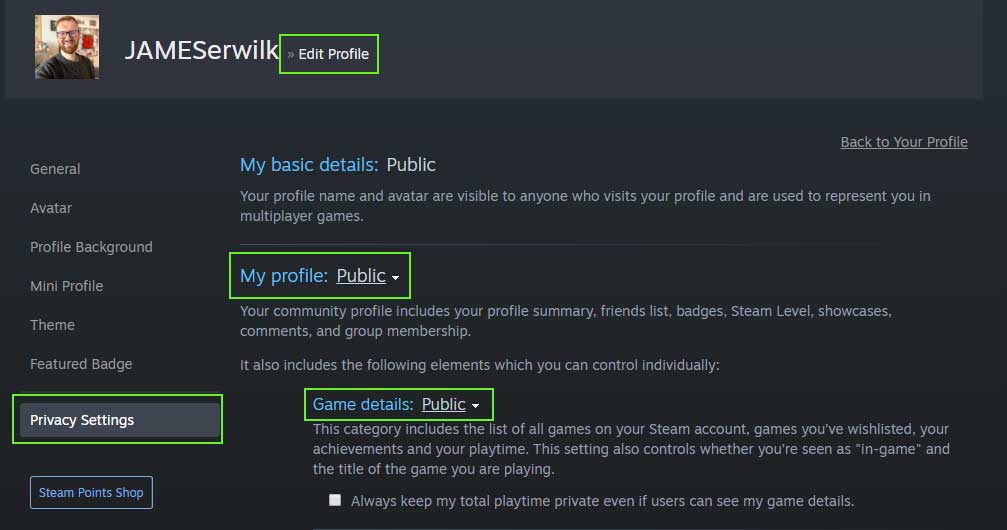 JAMESerwilk » Edit Profile
Back to Your Profile
General
Avatar
Profile Background
Mini Profile
Theme
Featured Badge
Privacy Settings
Steam Points Shop
My basic details: Public
Your profile name and avatar are visible to anyone who visits your profile and are used to represent you in
multiplayer games.
My profile: Public
Your community profile includes your profile summary, friends list, badges, Steam Level, showcases,
comments, and group membership.
It also includes the following elements which you can control individually:
Game details: Public
This category includes the list of all games on your Steam account, games you've wishlisted, your
achievements and your playtime. This setting also controls whether you're seen as "in-game" and
the title of the game you are playing.
Always keep my total playtime private even if users can see my game details.